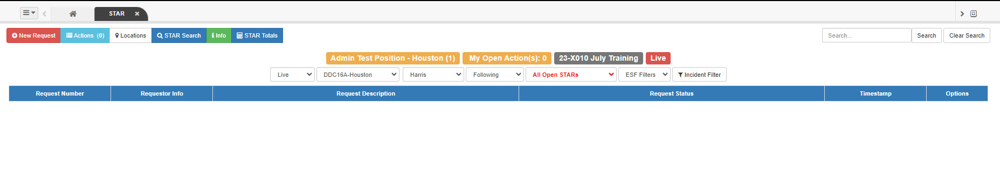 STAR
New Request Actions (0) Locations STAR Search Info STAR Totals Search... Search Clear Search
Admin Test Position - Houston (1) My Open Action(s): 0 23-X010 July Training Live
Live DDC16A-Houston Harris Following All Open STARs ESF Filters Incident Filter
Request Number Requestor Info Request Description Request Status Timestamp Options